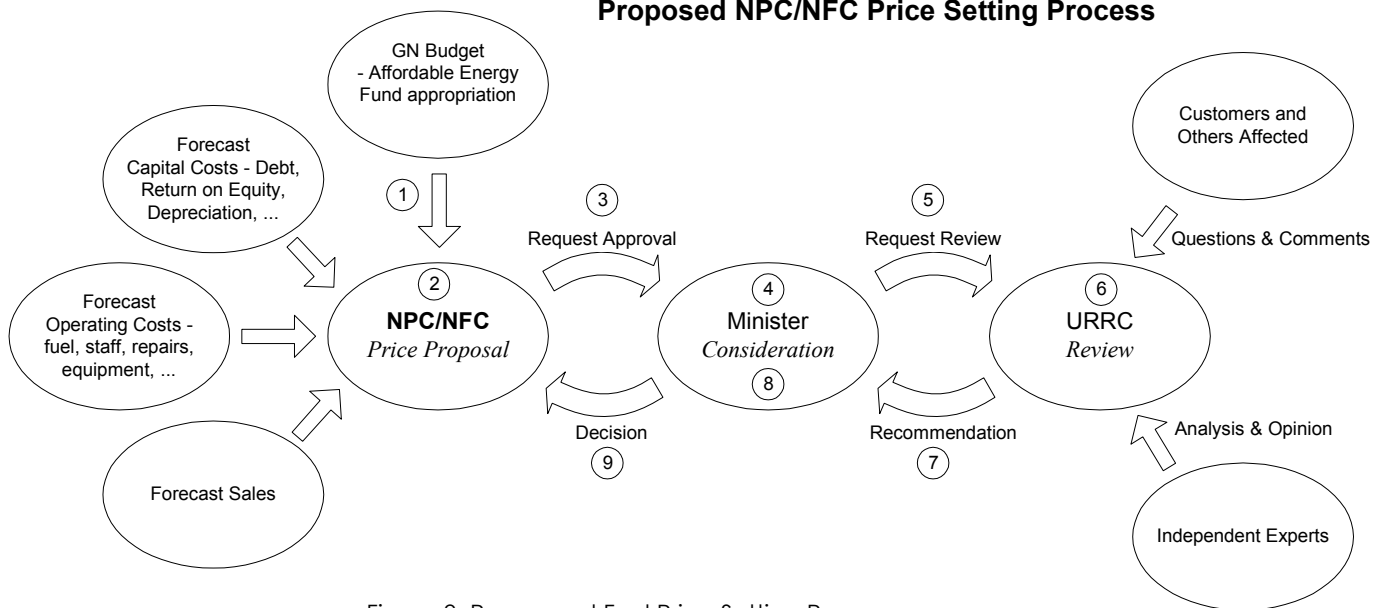 Proposed NPC/NFC Price Setting Process
GN Budget
- Affordable Energy
Fund appropriation
Customers and
Others Affected
Forecast
Capital Costs - Debt,
Return on Equity,
Depreciation, ...
1
3
5
Request Approval
Request Review
Questions & Comments
Forecast
Operating Costs -
fuel, staff, repairs,
equipment, ...
2
NPC/NFC
Price Proposal
4
Minister
Consideration
8
6
URRC
Review
Decision
9
Recommendation
7
Analysis & Opinion
Forecast Sales
Independent Experts